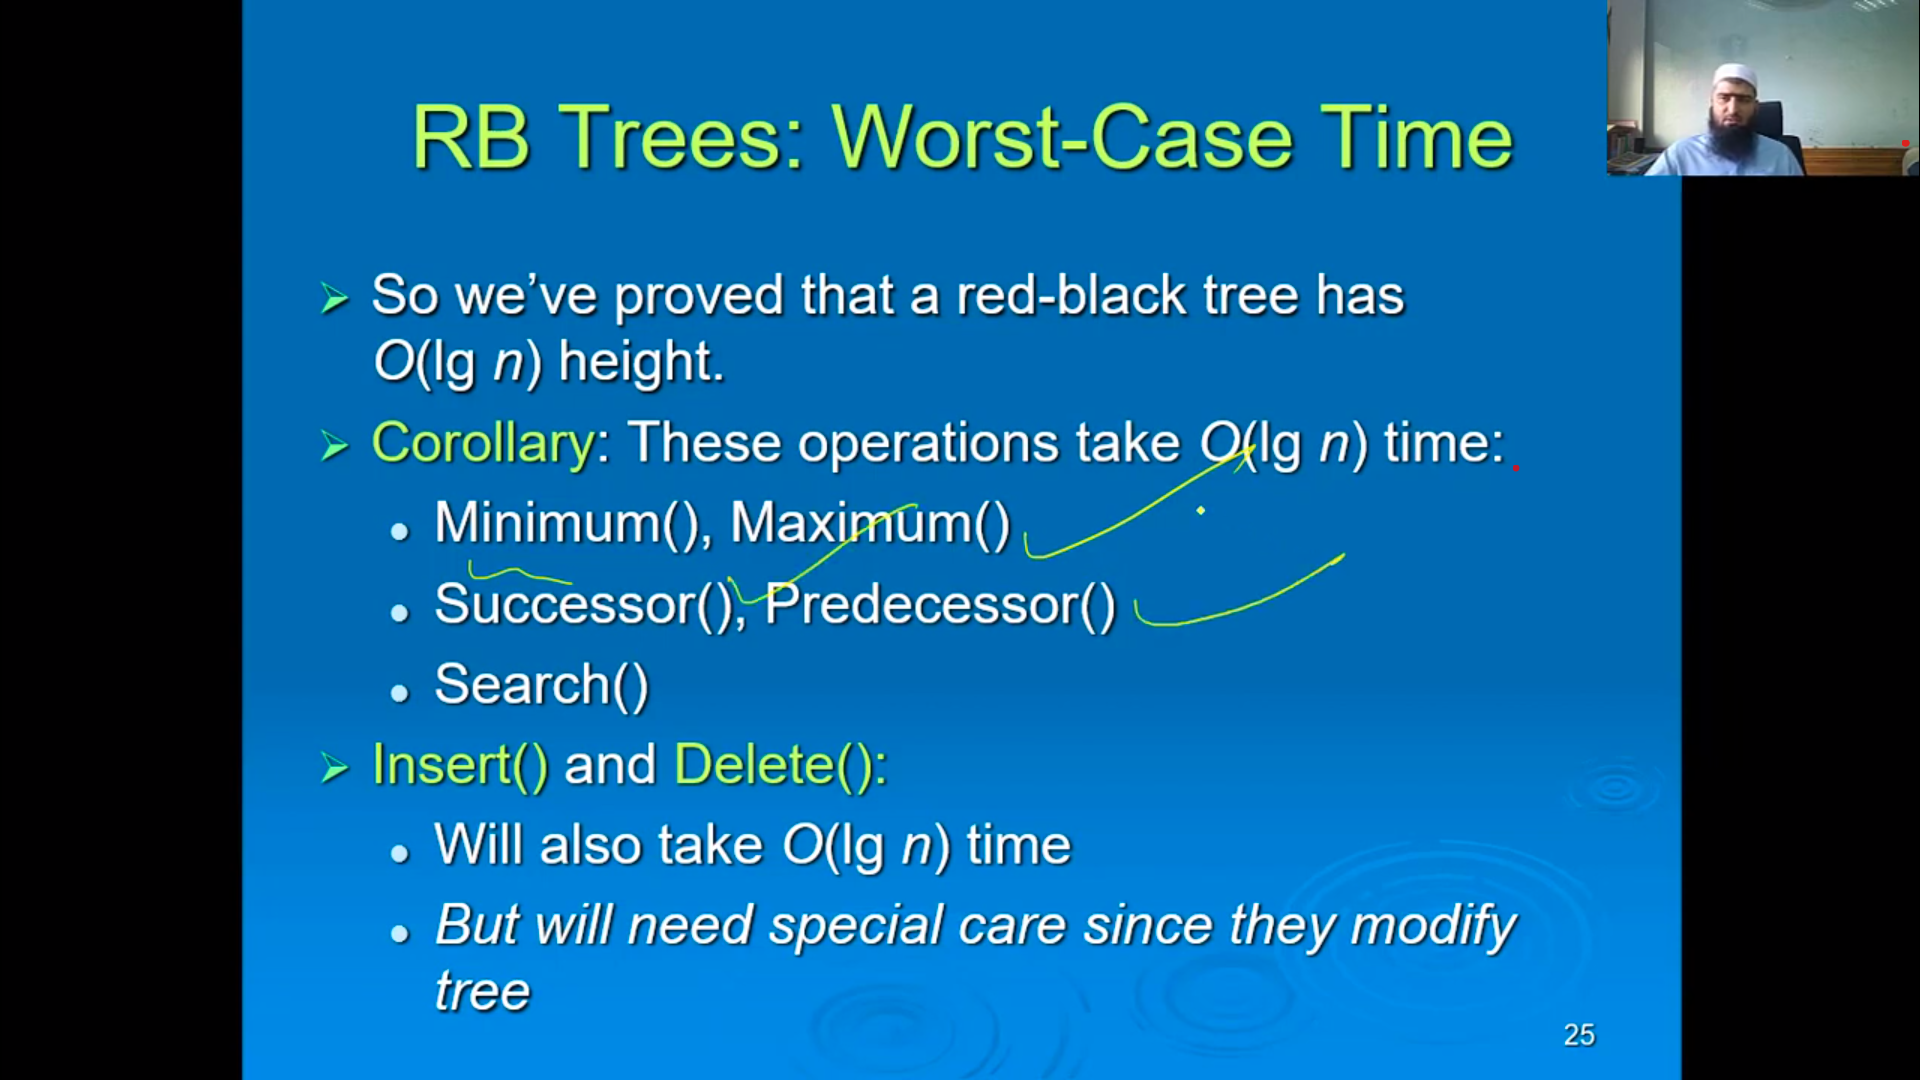 RB Trees: Worst-Case Time
So we’ve proved that a red-black tree has
O(lg n) height.
Corollary: These operations take O(lg n) time:
Minimum(), Maximum()
Successor(), Predecessor()
Search()
Insert() and Delete():
Will also take O(lg n) time
But will need special care since they modify
tree
25